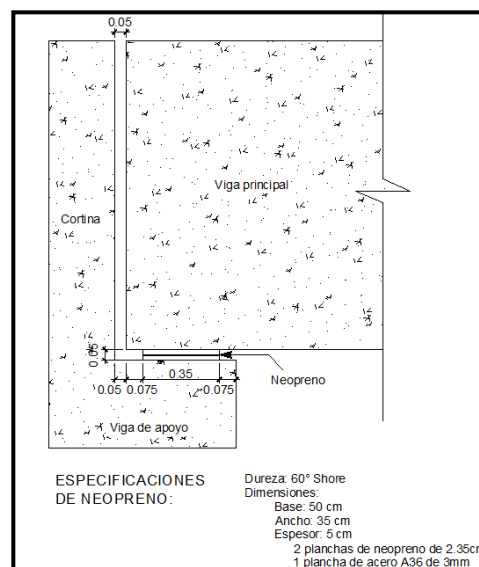 0.05
Viga principal
Cortina
0.05
0.05 0.075 0.35 0.075
Neopreno
Viga de apoyo
ESPECIFICACIONES
DE NEOPRENO:
Dureza: 60° Shore
Dimensiones:
Base: 50 cm
Ancho: 35 cm
Espesor: 5 cm
2 planchas de neopreno de 2.35cm
1 plancha de acero A36 de 3mm